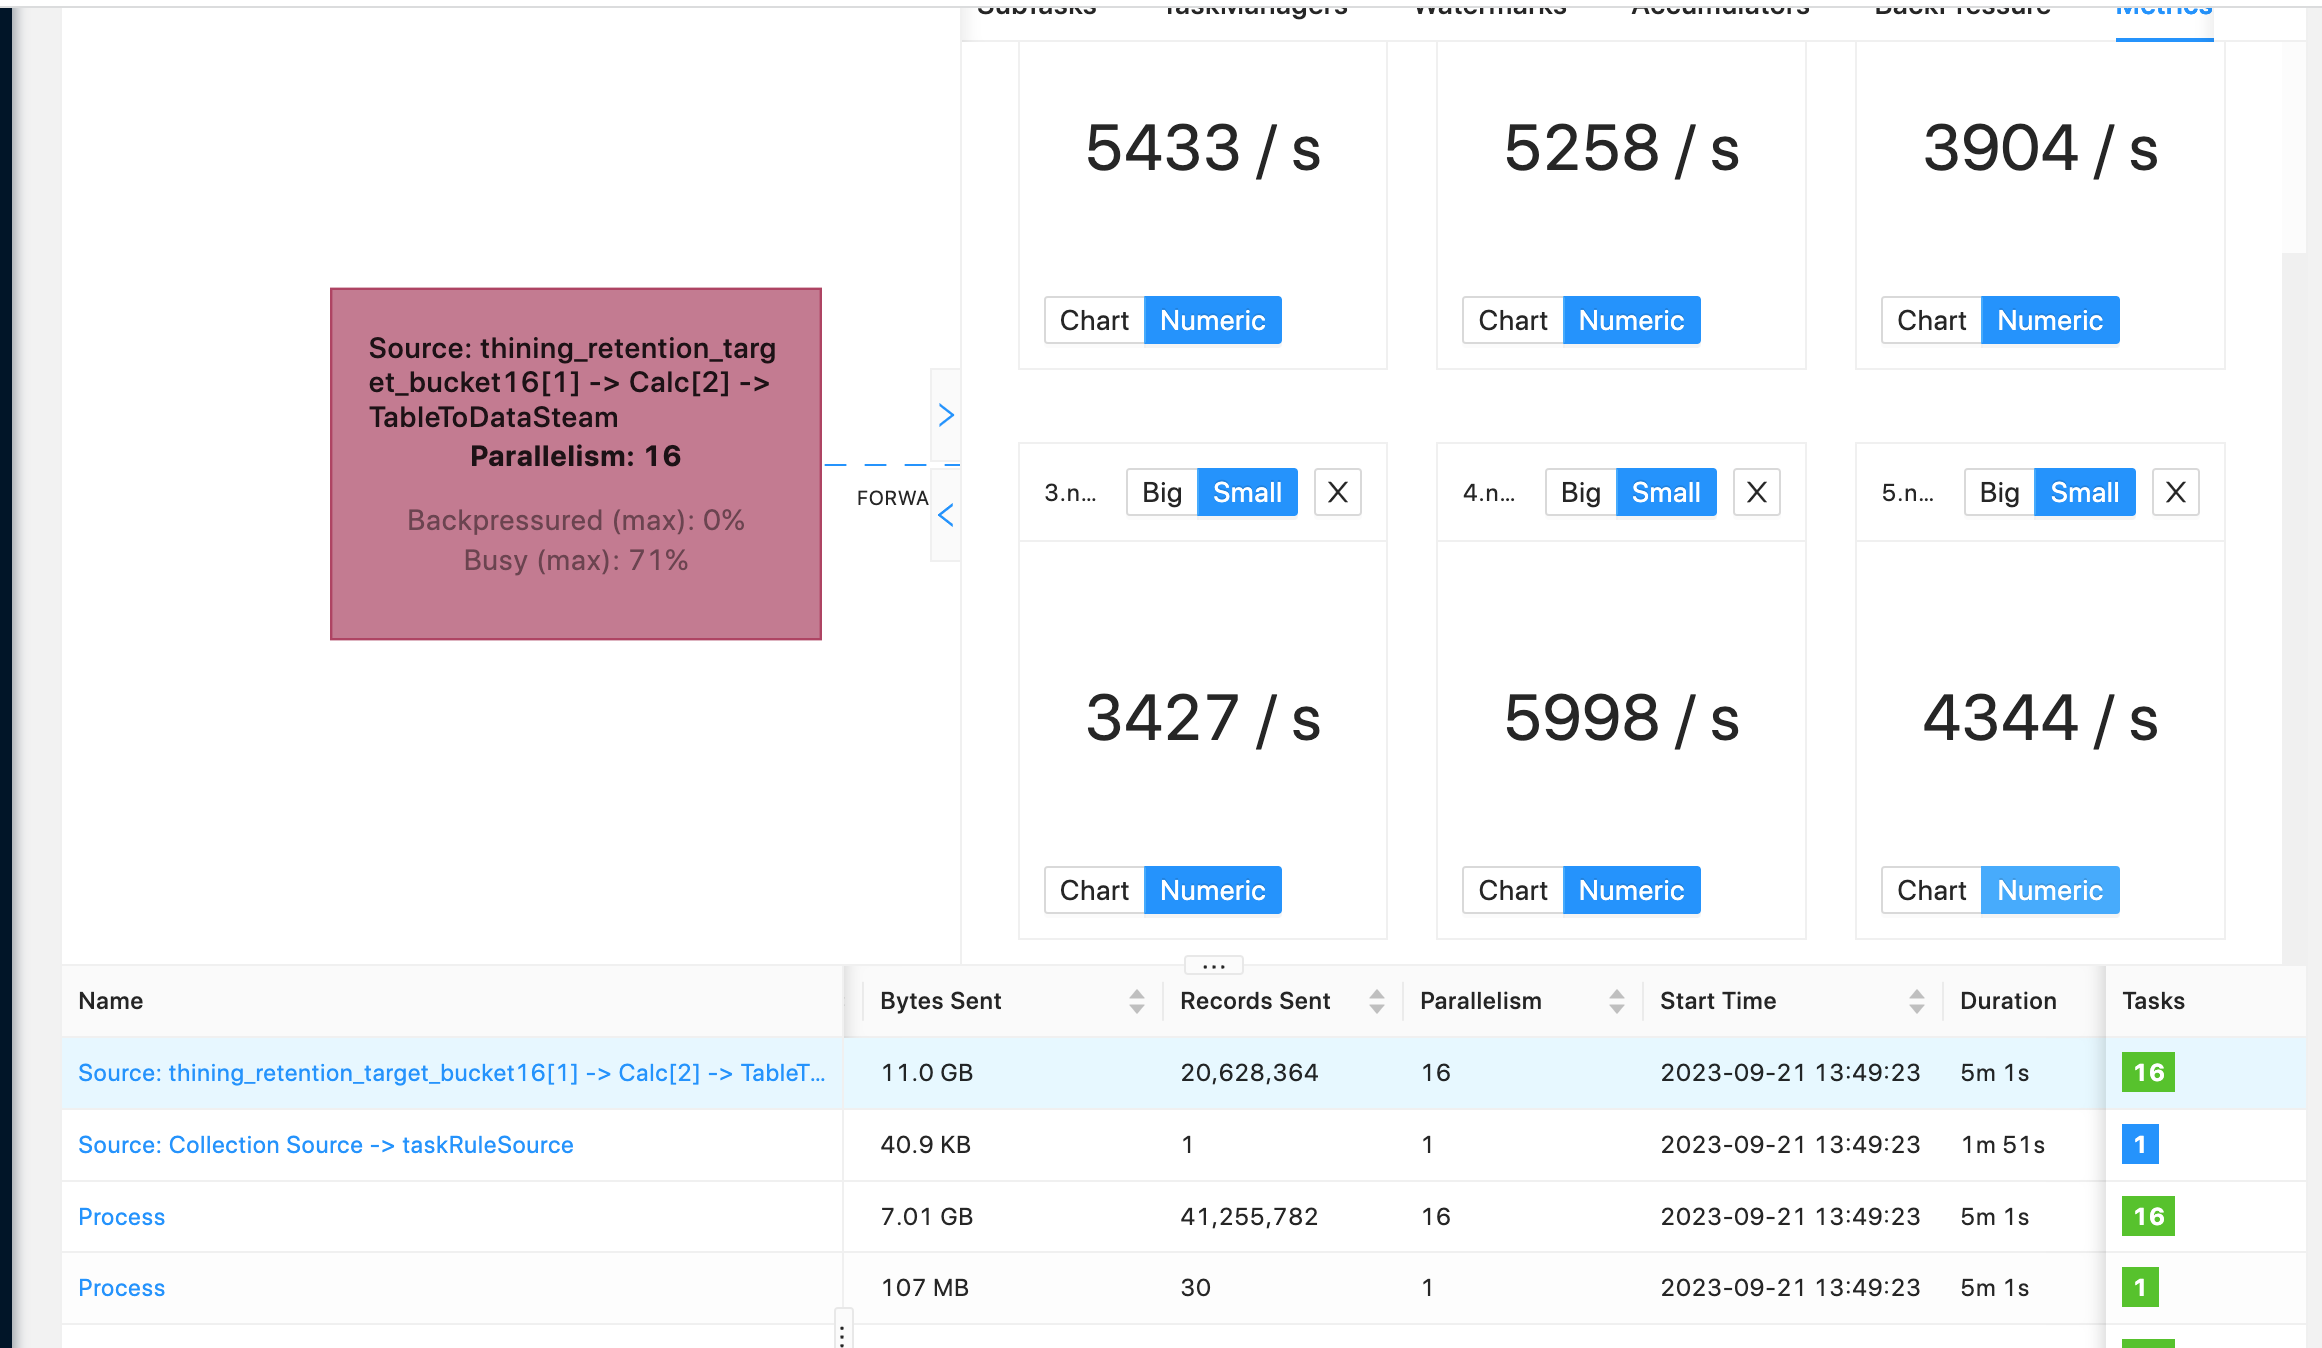 SubTasks TaskManagers Watermarks Accumulators BackPressure Metrics
5433 / s 5258 / s 3904 / s
Chart Numeric Chart Numeric Chart Numeric
Source: thining_retention_targ
et_bucket16[1] -> Calc[2] ->
TableToDataSteam
Parallelism: 16
Backpressured (max): 0%
Busy (max): 71%
FORWA
3.n... Big Small X 4.n... Big Small X 5.n... Big Small X
3427 / s 5998 / s 4344 / s
Chart Numeric Chart Numeric Chart Numeric
Name Bytes Sent Records Sent Parallelism Start Time Duration Tasks
Source: thining_retention_target_bucket16[1] -> Calc[2] -> TableT... 11.0 GB 20,628,364 16 2023-09-21 13:49:23 5m 1s 16
Source: Collection Source -> taskRuleSource 40.9 KB 1 1 2023-09-21 13:49:23 1m 51s 1
Process 7.01 GB 41,255,782 16 2023-09-21 13:49:23 5m 1s 16
Process 107 MB 30 1 2023-09-21 13:49:23 5m 1s 1